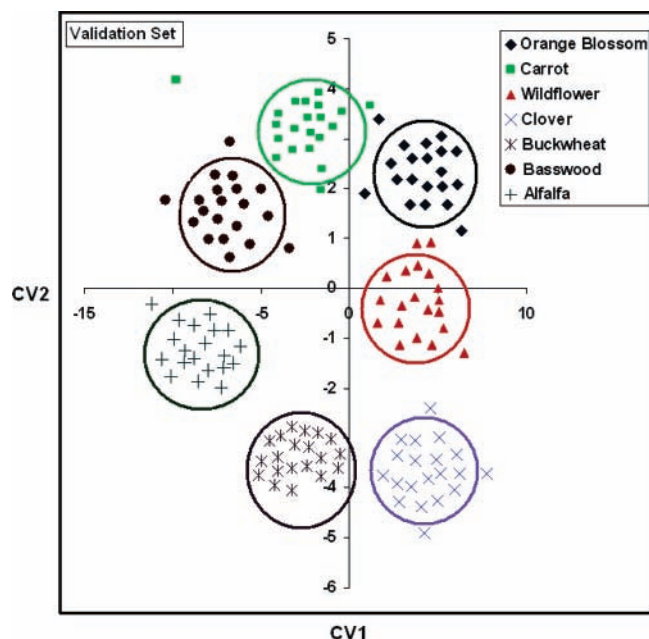 Validation Set
Orange Blossom
Carrot
Wildflower
Clover
Buckwheat
Basswood
Alfalfa
5
4
3
2
1
0
-15
-5
0
10
-1
-2
-3
-4
-5
-6
CV2
CV1